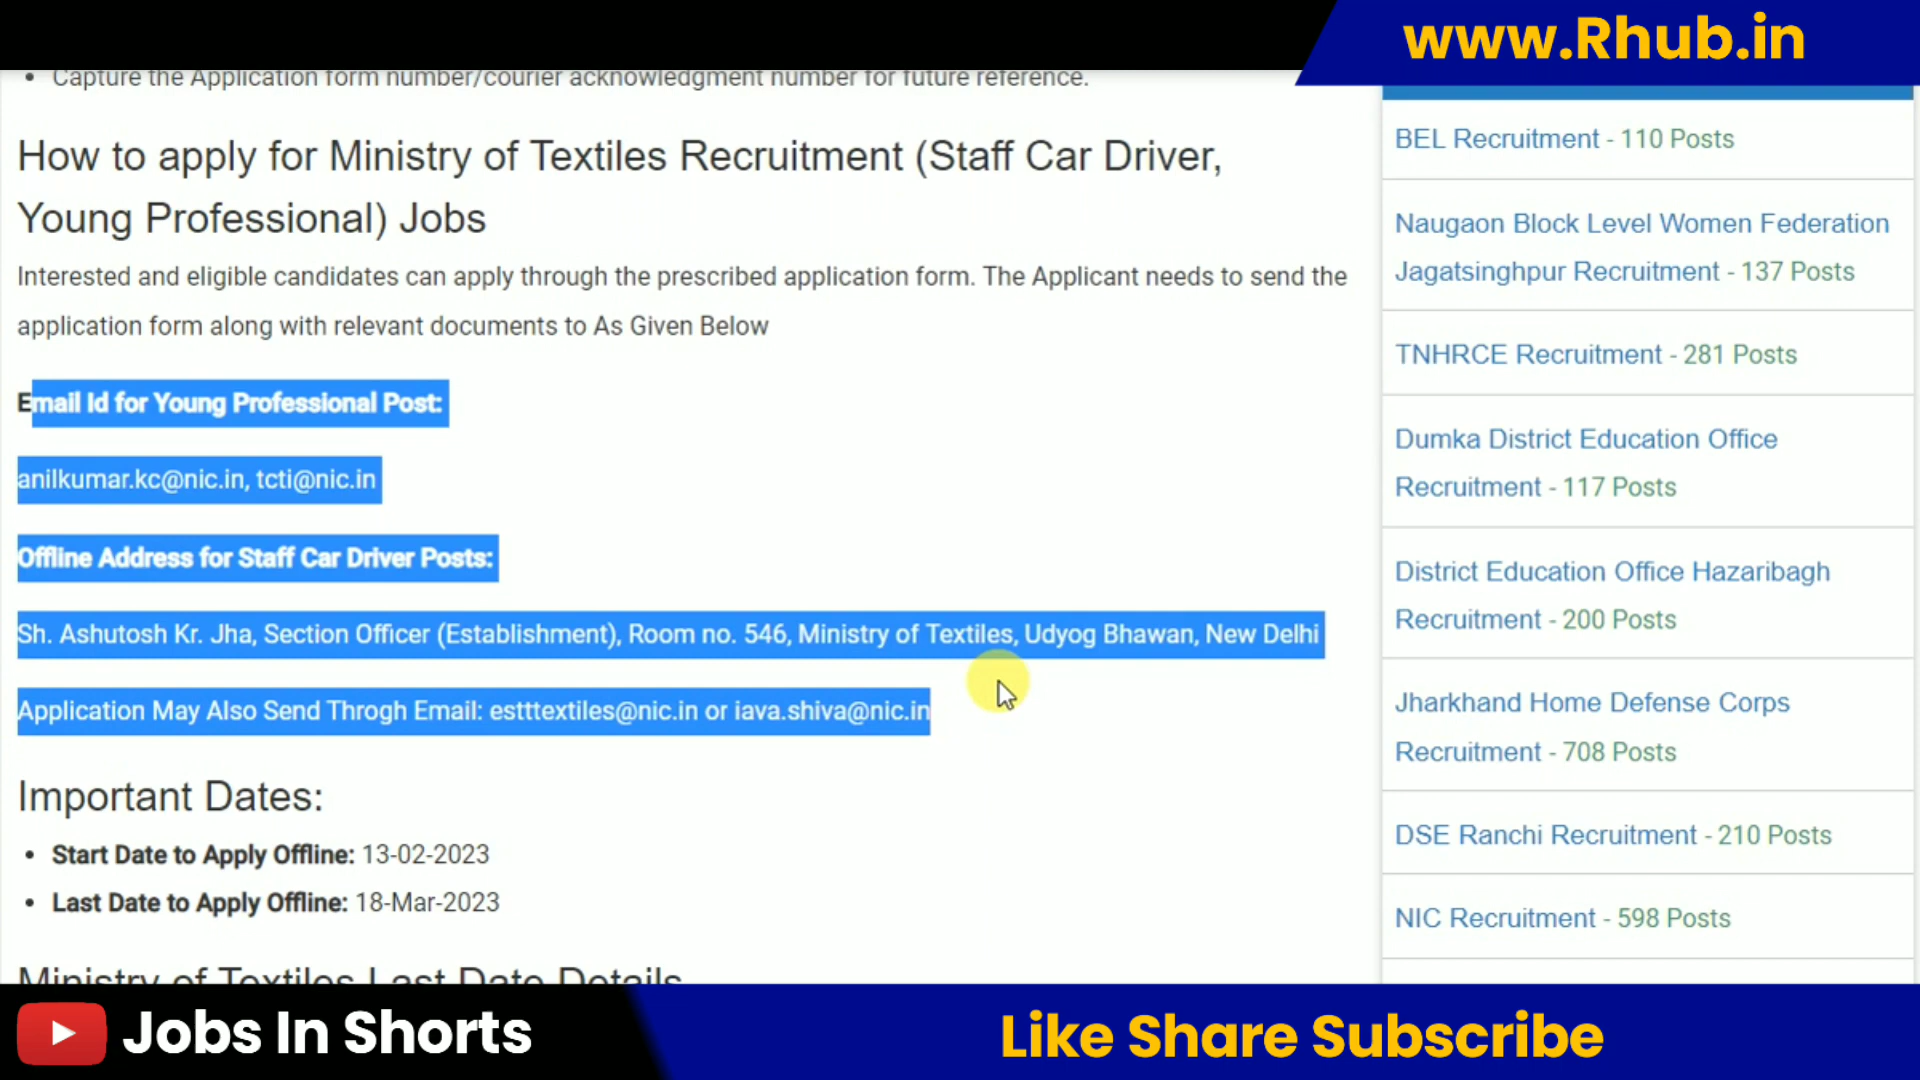 www.Rhub.in
• Capture the Application form number/courier acknowledgment number for future reference.
How to apply for Ministry of Textiles Recruitment (Staff Car Driver,
Young Professional) Jobs
Interested and eligible candidates can apply through the prescribed application form. The Applicant needs to send the
application form along with relevant documents to As Given Below
Email Id for Young Professional Post:
anilkumar.kc@nic.in, tcti@nic.in
Offline Address for Staff Car Driver Posts:
Sh. Ashutosh Kr. Jha, Section Officer (Establishment), Room no. 546, Ministry of Textiles, Udyog Bhawan, New Delhi
Application May Also Send Throgh Email: estttextiles@nic.in or iava.shiva@nic.in
Important Dates:
• Start Date to Apply Offline: 13-02-2023
• Last Date to Apply Offline: 18-Mar-2023
Ministry of Textiles Last Date Details
BEL Recruitment - 110 Posts
Naugaon Block Level Women Federation
Jagatsinghpur Recruitment - 137 Posts
TNHRCE Recruitment - 281 Posts
Dumka District Education Office
Recruitment - 117 Posts
District Education Office Hazaribagh
Recruitment - 200 Posts
Jharkhand Home Defense Corps
Recruitment - 708 Posts
DSE Ranchi Recruitment - 210 Posts
NIC Recruitment - 598 Posts
Jobs In Shorts
Like Share Subscribe